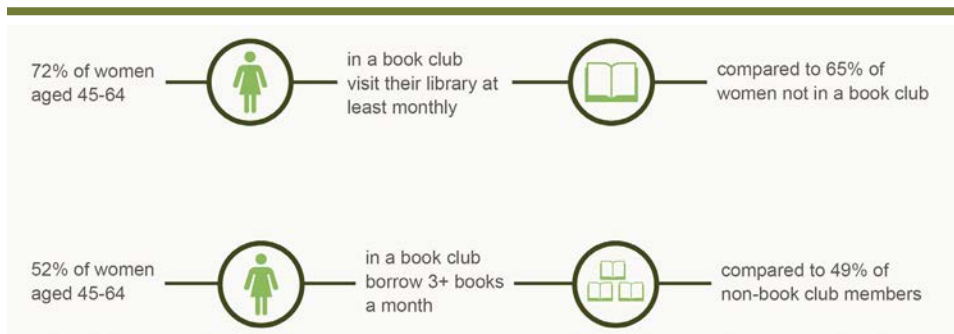 72% of women
aged 45-64
in a book club
visit their library at
least monthly
compared to 65% of
women not in a book club
52% of women
aged 45-64
in a book club
borrow 3+ books
a month
compared to 49% of
non-book club members